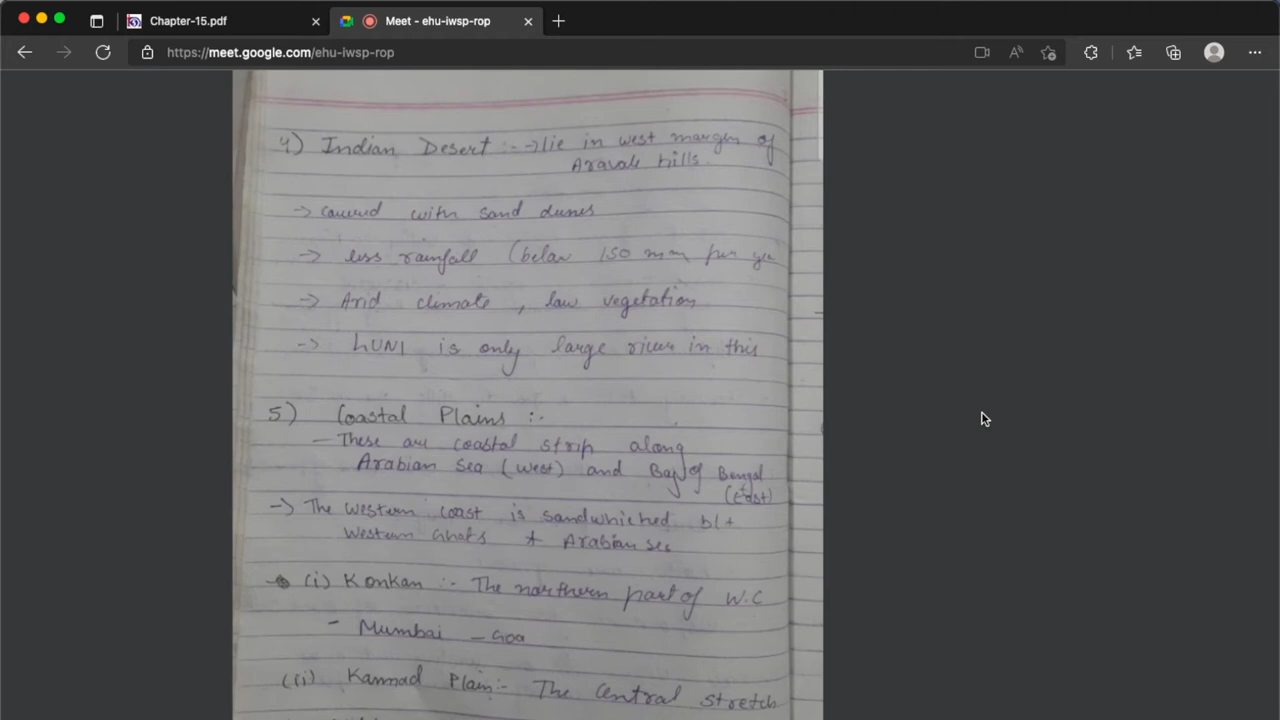 Chapter-15.pdf
Meet - ehu-iwsp-rop
https://meet.google.com/ehu-iwsp-rop
4) Indian Desert :- → lie in west margin of
Aravali hills.
→ covered with sand dunes
→ less rainfall (below 150 mm per yea
→ Arid climate , low vegetation
→ LUNI is only large river in this
5) Coastal Plains :-
- These are coastal strip along
Arabian Sea (west) and Bay of Bengal
(East)
→ The western coast is sandwhiched b/t
Western Ghats & Arabian sea
(i) Konkan :- The northern part of W.C
- Mumbai - Goa
(ii) Kannad Plain:- The central stretch